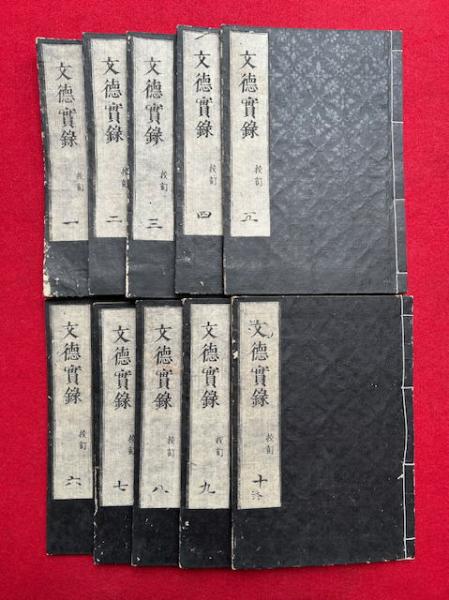 文德實錄 校訂 一
文德實錄 校訂 二
文德實錄 校訂 三
文德實錄 校訂 四
文德實錄 校訂 五
文德實錄 校訂 六
文德實錄 校訂 七
文德實錄 校訂 八
文德實錄 校訂 九
文德實錄 校訂 十終